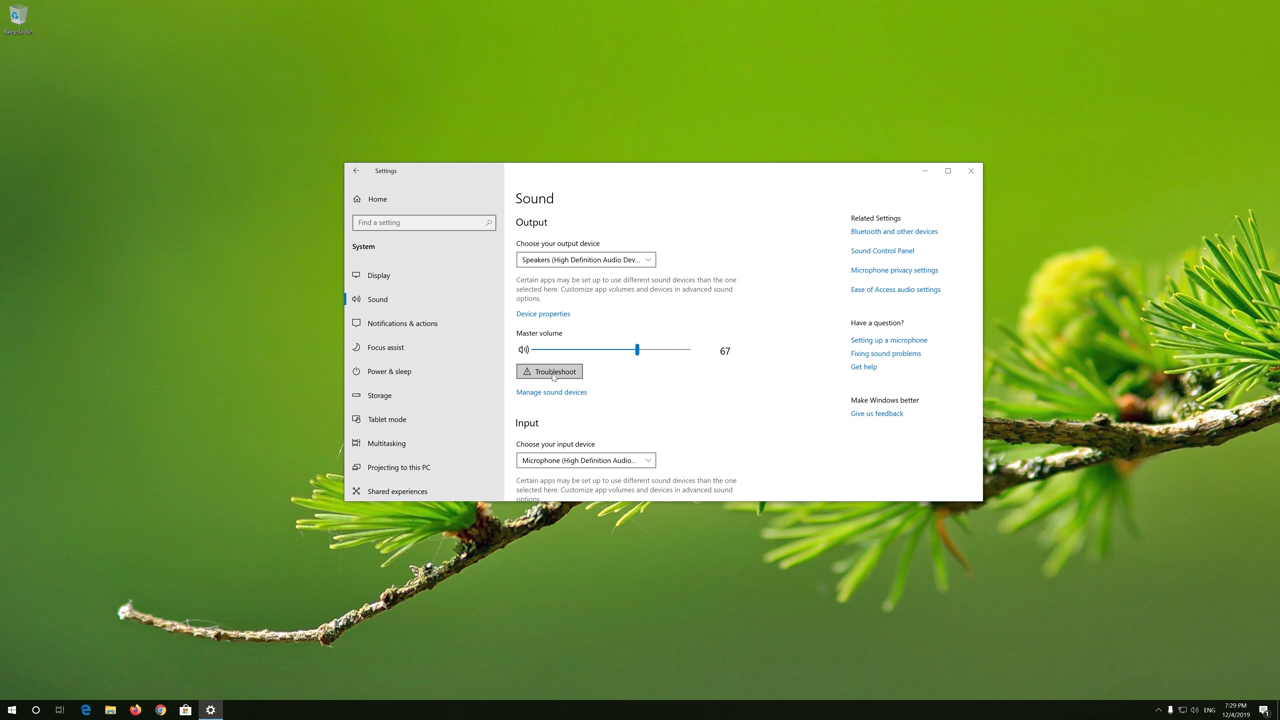 Recycle Bin
Settings
Home
Find a setting
System
Display
Sound
Notifications & actions
Focus assist
Power & sleep
Storage
Tablet mode
Multitasking
Projecting to this PC
Shared experiences
Sound
Output
Choose your output device
Speakers (High Definition Audio Dev...
Certain apps may be set up to use different sound devices than the one
selected here. Customize app volumes and devices in advanced sound
options.
Device properties
Master volume
67
Troubleshoot
Manage sound devices
Input
Choose your input device
Microphone (High Definition Audio...
Certain apps may be set up to use different sound devices than the one
selected here. Customize app volumes and devices in advanced sound
options.
Related Settings
Bluetooth and other devices
Sound Control Panel
Microphone privacy settings
Ease of Access audio settings
Have a question?
Setting up a microphone
Fixing sound problems
Get help
Make Windows better
Give us feedback
ENG
7:29 PM
12/4/2019
1